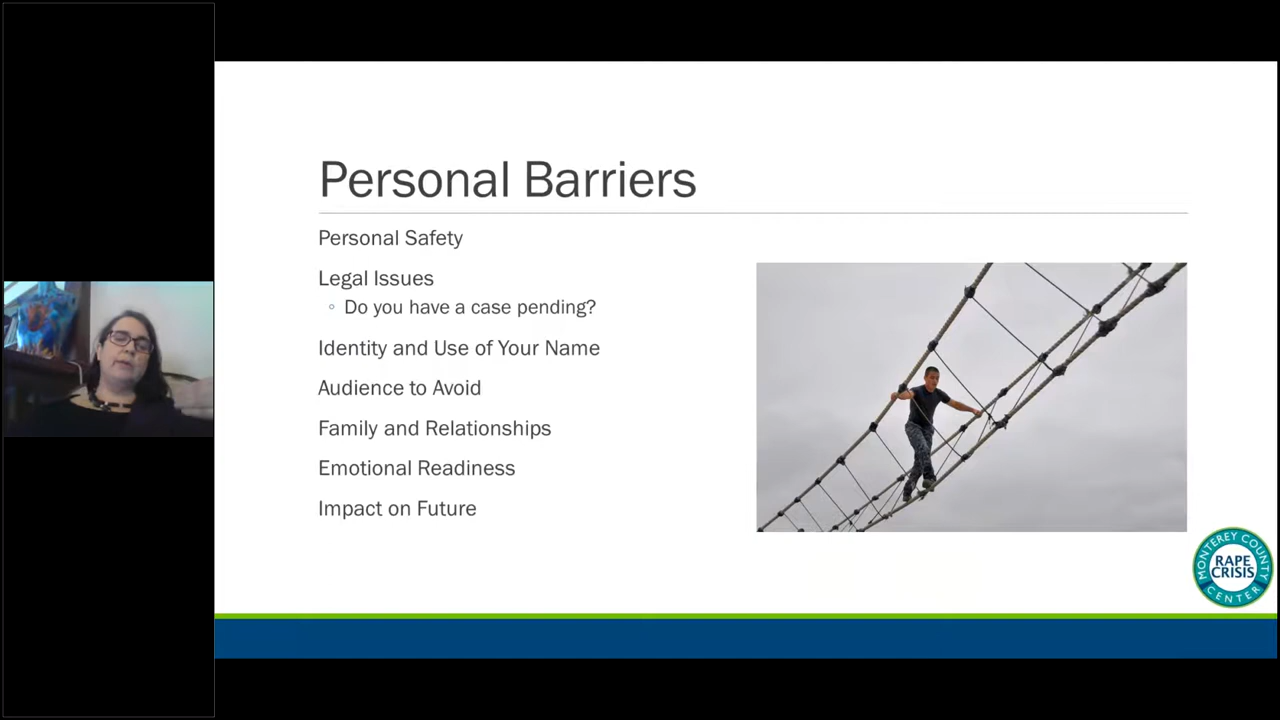 Personal Barriers
Personal Safety
Legal Issues
◦ Do you have a case pending?
Identity and Use of Your Name
Audience to Avoid
Family and Relationships
Emotional Readiness
Impact on Future
MONTEREY COUNTY
RAPE
CRISIS
CENTER